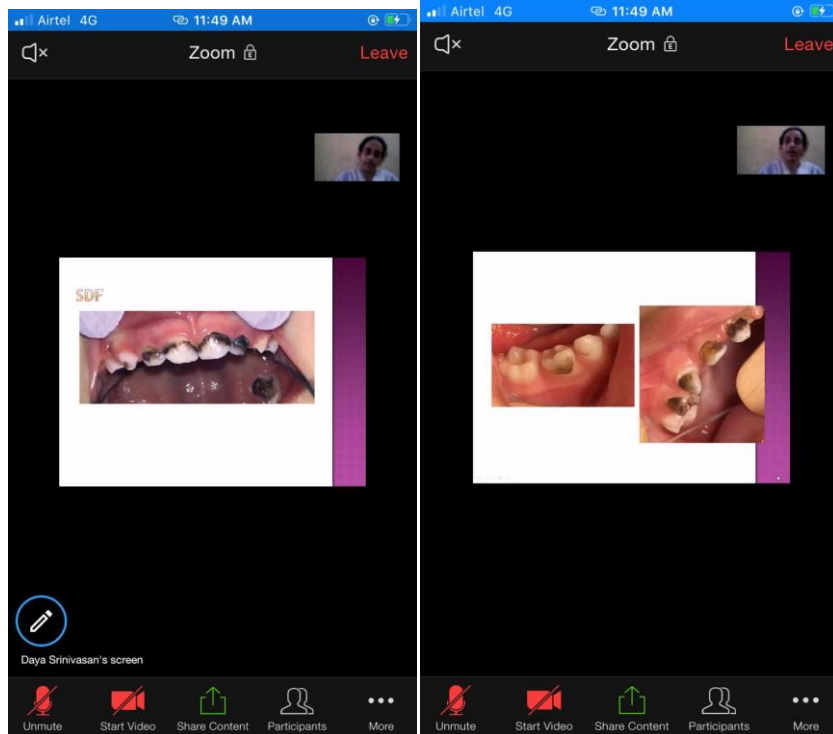 Airtel 4G
11:49 AM
Zoom
Leave
SDF
Daya Srinivasan's screen
Unmute
Start Video
Share Content
Participants
More
Airtel 4G
11:49 AM
Zoom
Leave
Unmute
Start Video
Share Content
Participants
More